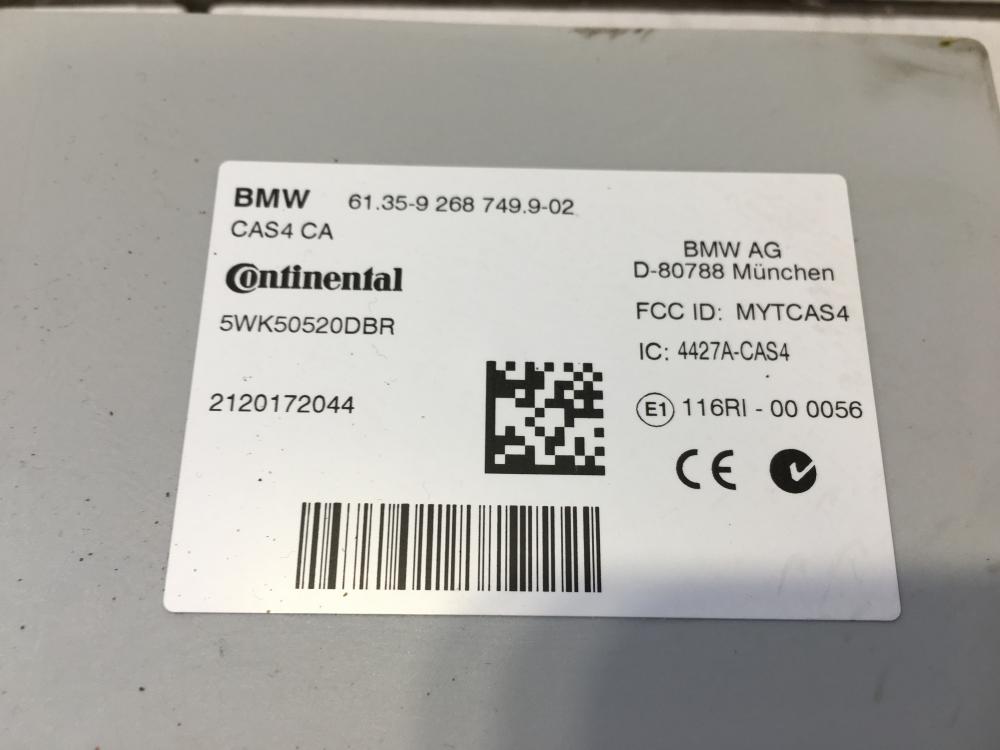 BMW 61.35-9 268 749.9-02
CAS4 CA
Continental
5WK50520DBR
2120172044
BMW AG
D-80788 München
FCC ID: MYTCAS4
IC: 4427A-CAS4
E1 116RI - 00 0056
CE